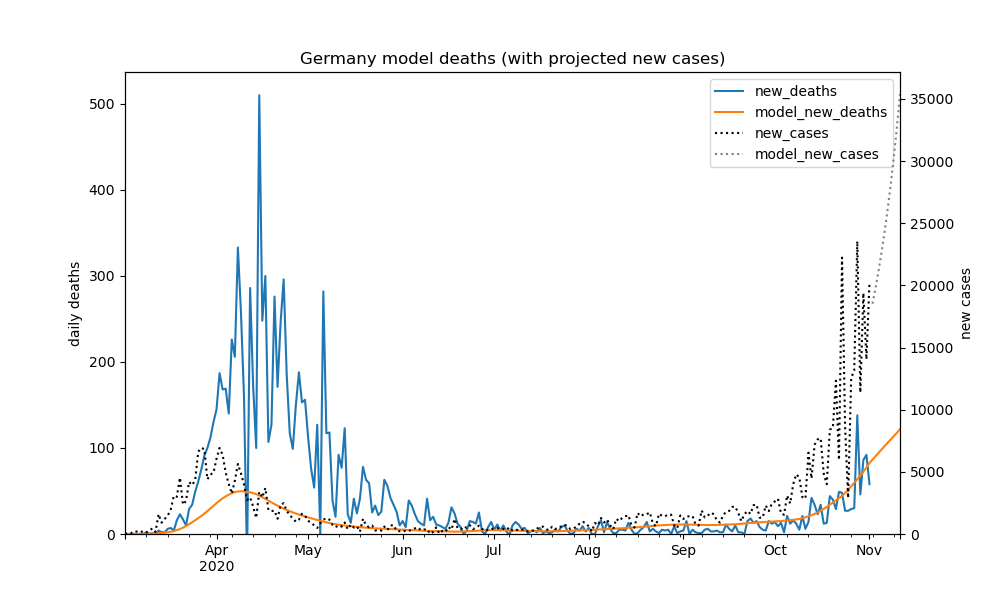 Germany model deaths (with projected new cases)
new_deaths
model_new_deaths
new_cases
model_new_cases
daily deaths
500
400
300
200
100
0
new cases
35000
30000
25000
20000
15000
10000
5000
0
Apr
2020
May
Jun
Jul
Aug
Sep
Oct
Nov